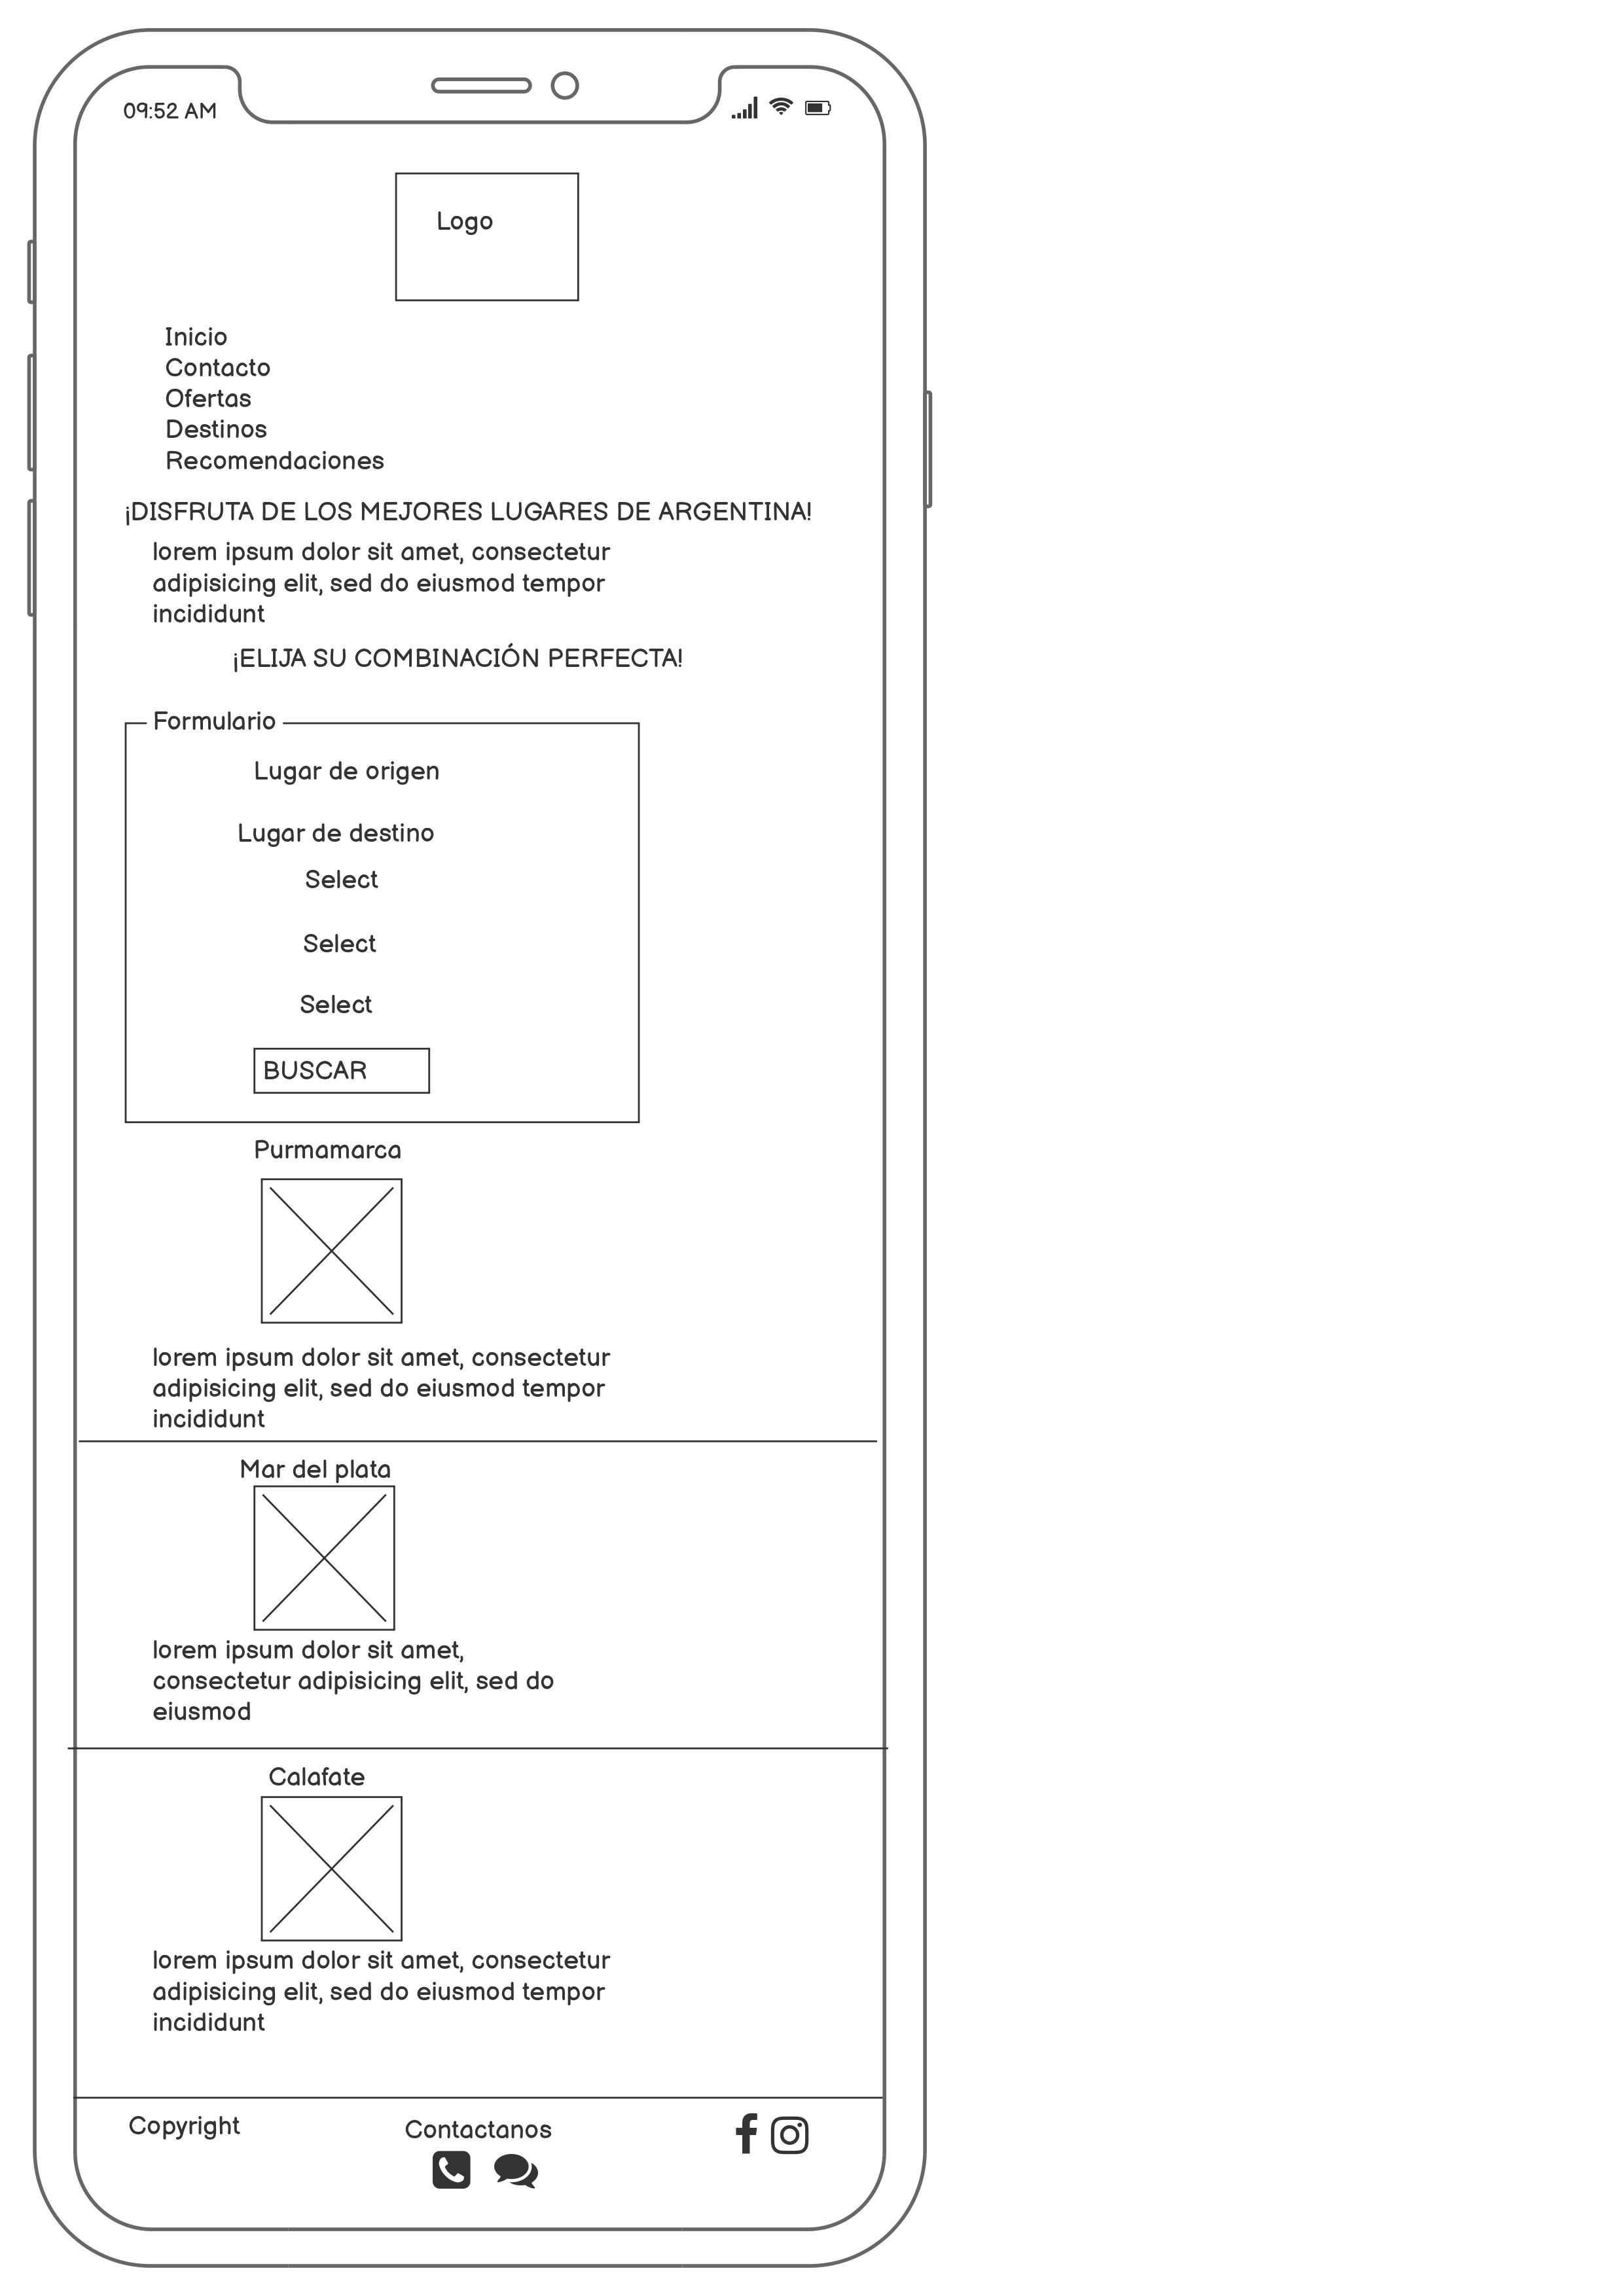 09:52 AM
Logo
Inicio
Contacto
Ofertas
Destinos
Recomendaciones
¡DISFRUTA DE LOS MEJORES LUGARES DE ARGENTINA!
lorem ipsum dolor sit amet, consectetur
adipisicing elit, sed do eiusmod tempor
incididunt
¡ELIJA SU COMBINACIÓN PERFECTA!
Formulario
Lugar de origen
Lugar de destino
Select
Select
Select
BUSCAR
Purmamarca
lorem ipsum dolor sit amet, consectetur
adipisicing elit, sed do eiusmod tempor
incididunt
Mar del plata
lorem ipsum dolor sit amet,
consectetur adipisicing elit, sed do
eiusmod
Calafate
lorem ipsum dolor sit amet, consectetur
adipisicing elit, sed do eiusmod tempor
incididunt
Copyright
Contactanos